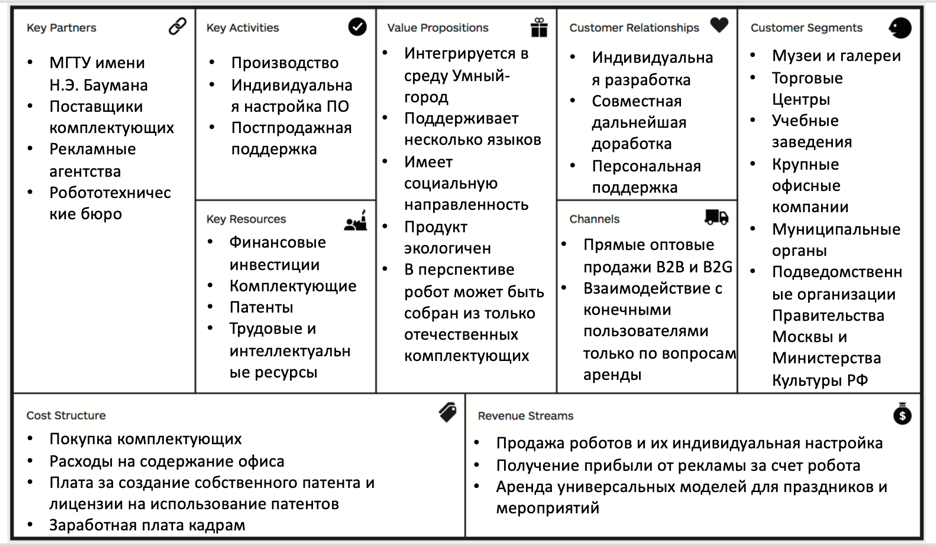 Key Partners
МГТУ имени
Н.Э. Баумана
Поставщики
комплектующих
Рекламные
агентства
Робототехничес
кие бюро
Key Activities
Производство
Индивидуальна
я настройка ПО
Постпродажная
поддержка
Key Resources
Финансовые
инвестиции
Комплектующие
Патенты
Трудовые и
интеллектуальн
ые ресурсы
Value Propositions
Интегрируется в
среду Умный-
город
Поддерживает
несколько языков
Имеет
социальную
направленность
Продукт
экологичен
В перспективе
робот может быть
собран из только
отечественных
комплектующих
Customer Relationships
Индивидуальна
я разработка
Совместная
дальнейшая
доработка
Персональная
поддержка
Channels
Прямые оптовые
продажи B2B и B2G
Взаимодействие с
конечными
пользователями
только по вопросам
аренды
Customer Segments
Музеи и галереи
Торговые
Центры
Учебные
заведения
Крупные
офисные
компании
Муниципальные
органы
Подведомственн
ые организации
Правительства
Москвы и
Министерства
Культуры РФ
Cost Structure
Покупка комплектующих
Расходы на содержание офиса
Плата за создание собственного патента и
лицензии на использование патентов
Заработная плата кадрам
Revenue Streams
Продажа роботов и их индивидуальная настройка
Получение прибыли от рекламы за счет робота
Аренда универсальных моделей для праздников и
мероприятий